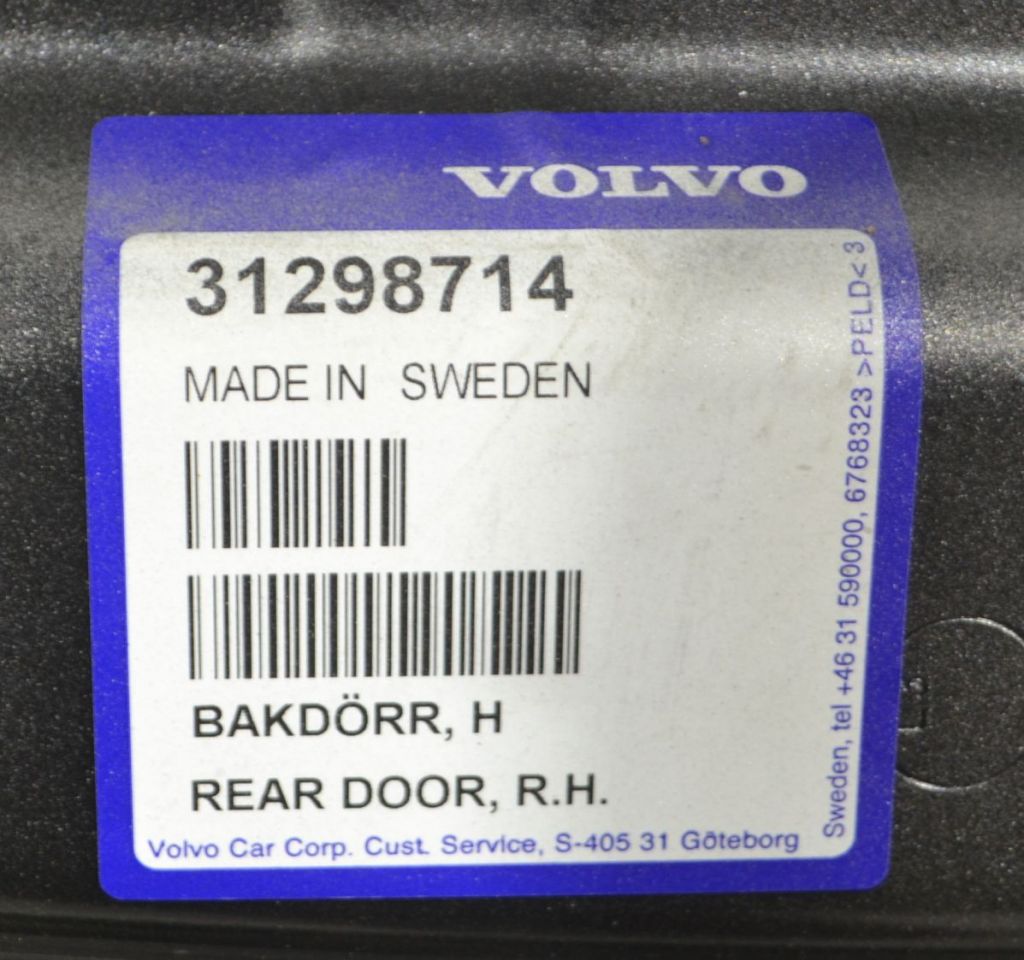 VOLVO
31298714
MADE IN SWEDEN
BAKDÖRR, H
REAR DOOR, R.H.
Volvo Car Corp. Cust. Service, S-405 31 Göteborg
Sweden, tel +46 31 590000, 6768323 >PELD< 3